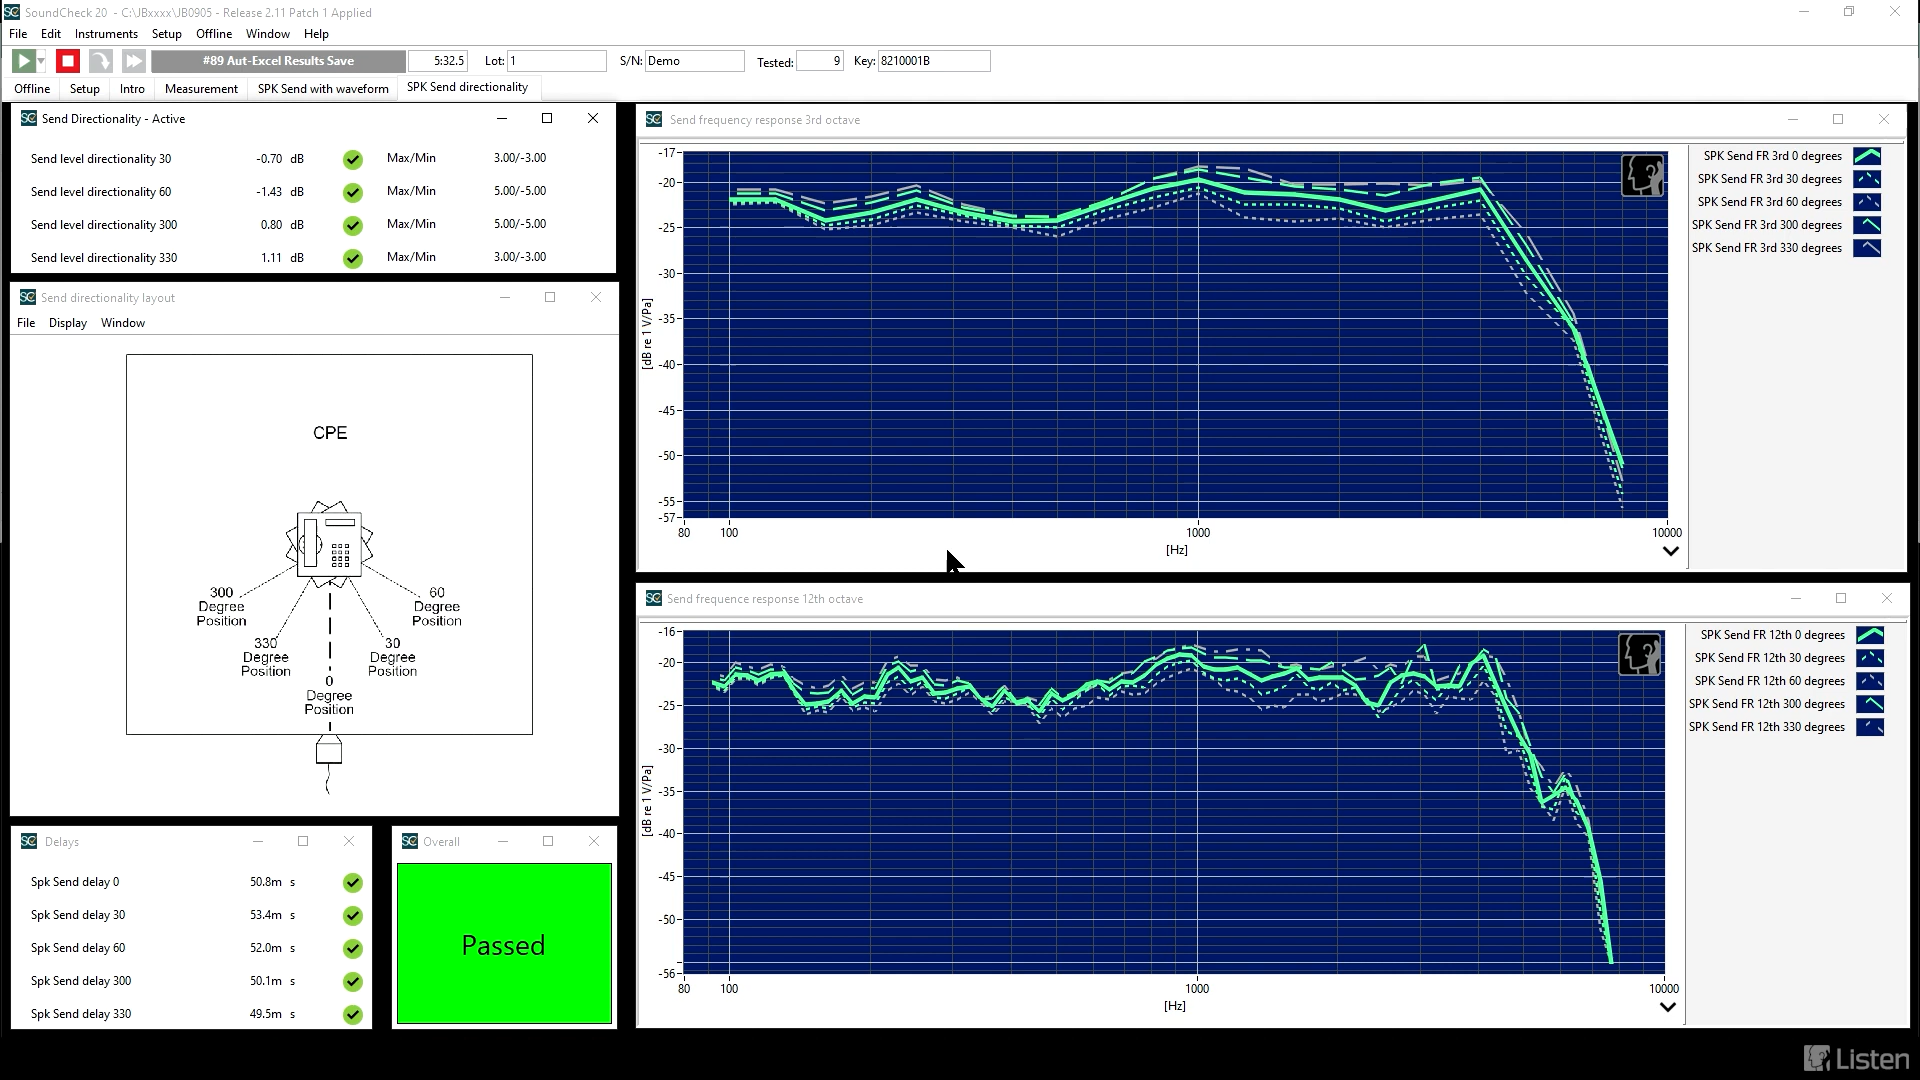 SoundCheck 20 - C:\JBxxxx\JB0905 - Release 2.11 Patch 1 Applied
File Edit Instruments Setup Offline Window Help
#89 Aut-Excel Results Save 5:32.5 Lot: 1 S/N: Demo Tested: 9 Key: 8210001B
Offline Setup Intro Measurement SPK Send with waveform SPK Send directionality
Send Directionality - Active
Send level directionality 30 -0.70 dB Max/Min 3.00/-3.00
Send level directionality 60 -1.43 dB Max/Min 5.00/-5.00
Send level directionality 300 0.80 dB Max/Min 5.00/-5.00
Send level directionality 330 1.11 dB Max/Min 3.00/-3.00
Send directionality layout
File Display Window
CPE
300 Degree Position
60 Degree Position
330 Degree Position
30 Degree Position
0 Degree Position
Delays
Spk Send delay 0 50.8m s
Spk Send delay 30 53.4m s
Spk Send delay 60 52.0m s
Spk Send delay 300 50.1m s
Spk Send delay 330 49.5m s
Overall
Passed
Send frequency response 3rd octave
-17
-20
-25
-30
-35
-40
-45
-50
-55
-57
[dB re 1 V/Pa]
80 100 1000 10000
[Hz]
SPK Send FR 3rd 0 degrees
SPK Send FR 3rd 30 degrees
SPK Send FR 3rd 60 degrees
SPK Send FR 3rd 300 degrees
SPK Send FR 3rd 330 degrees
Send frequence response 12th octave
-16
-20
-25
-30
-35
-40
-45
-50
-56
[dB re 1 V/Pa]
80 100 1000 10000
[Hz]
SPK Send FR 12th 0 degrees
SPK Send FR 12th 30 degrees
SPK Send FR 12th 60 degrees
SPK Send FR 12th 300 degrees
SPK Send FR 12th 330 degrees
Listen